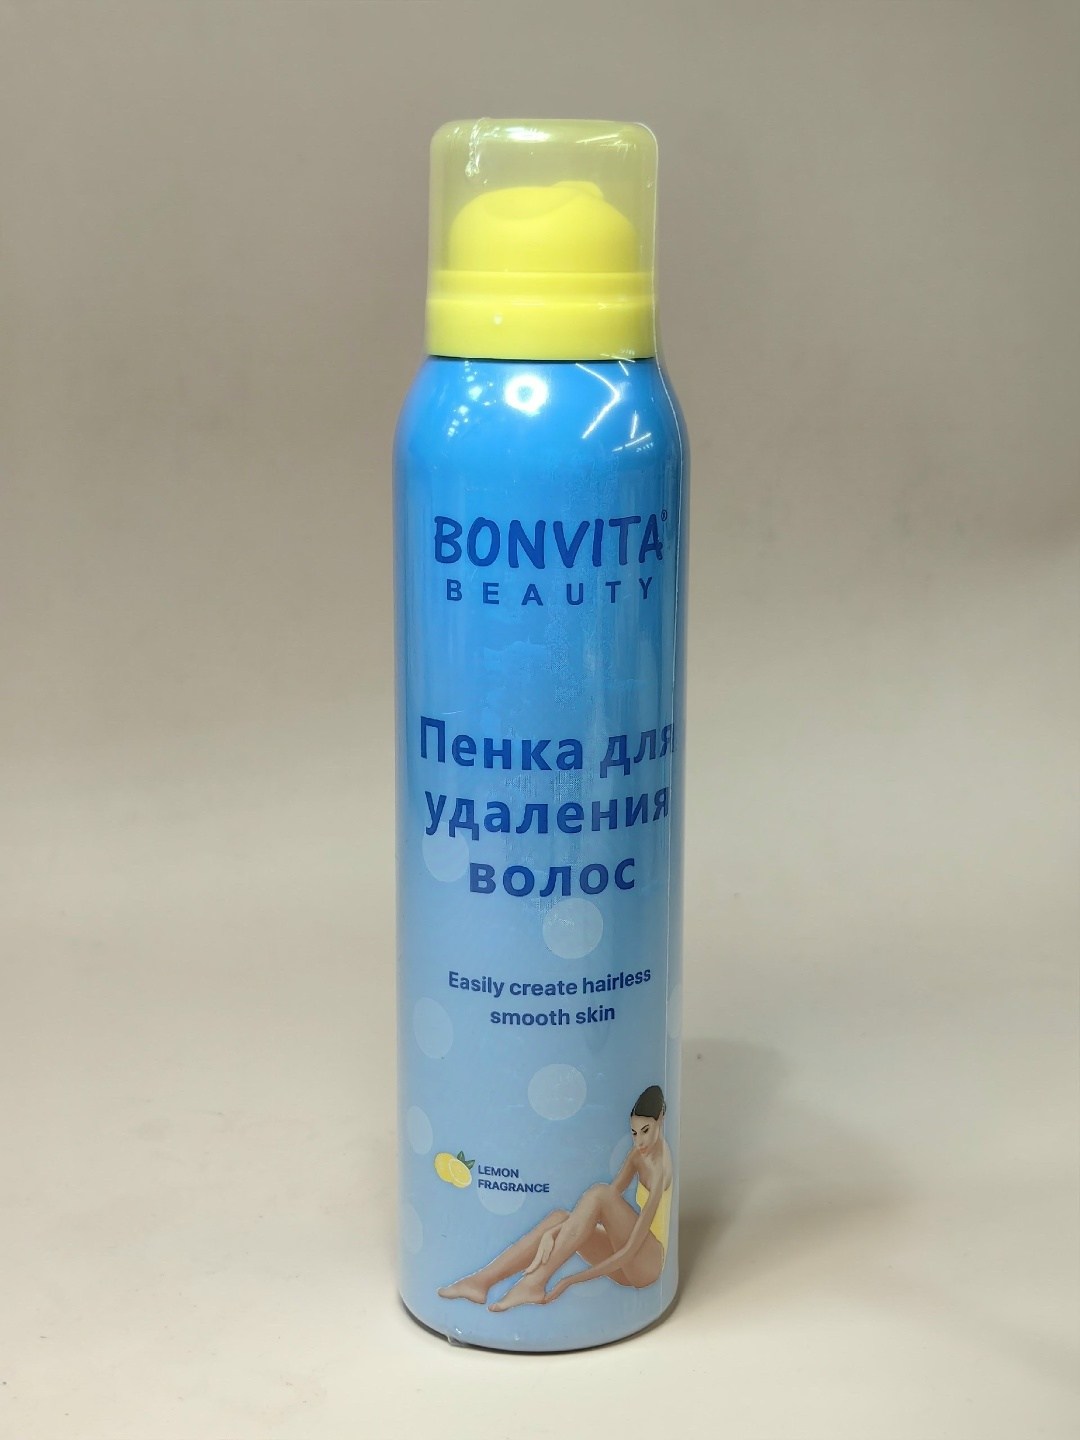 BONVITA®
BEAUTY
Пенка для
удаления
волос
Easily create hairless
smooth skin
LEMON
FRAGRANCE